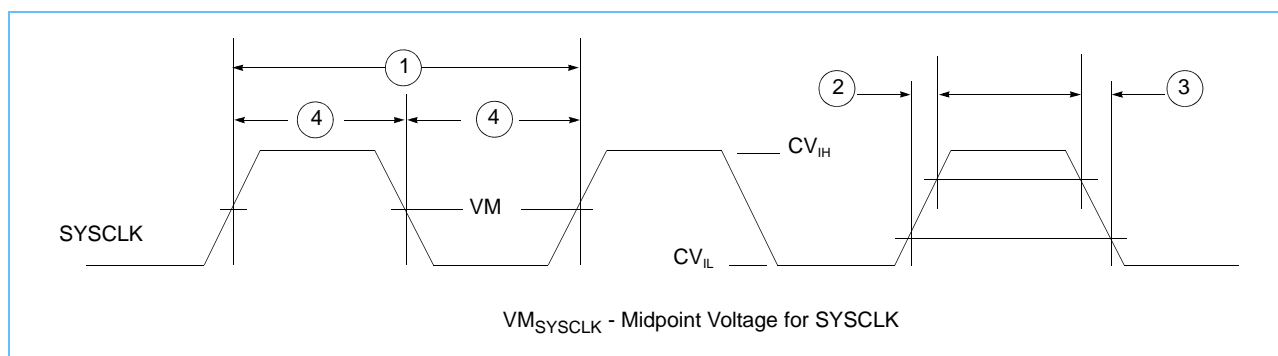 1
2
3
4
4
CV_IH
VM
SYSCLK
CV_IL
VM_SYSCLK - Midpoint Voltage for SYSCLK